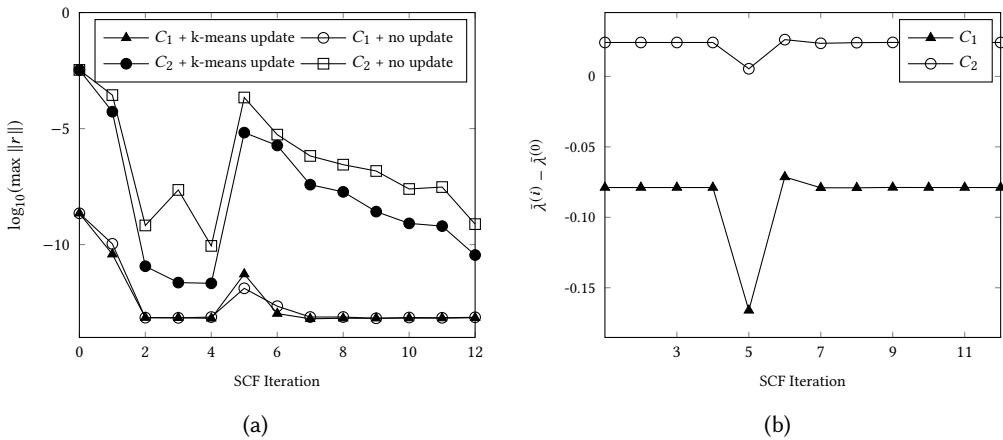 C₁ + k-means update
C₁ + no update
C₂ + k-means update
C₂ + no update
0
−5
−10
log₁₀(max ||r||)
0 2 4 6 8 10 12
SCF Iteration
(a)
C₁
C₂
0
-0.05
-0.10
-0.15
λ̄⁽ⁱ⁾ − λ̄⁽⁰⁾
3 5 7 9 11
SCF Iteration
(b)